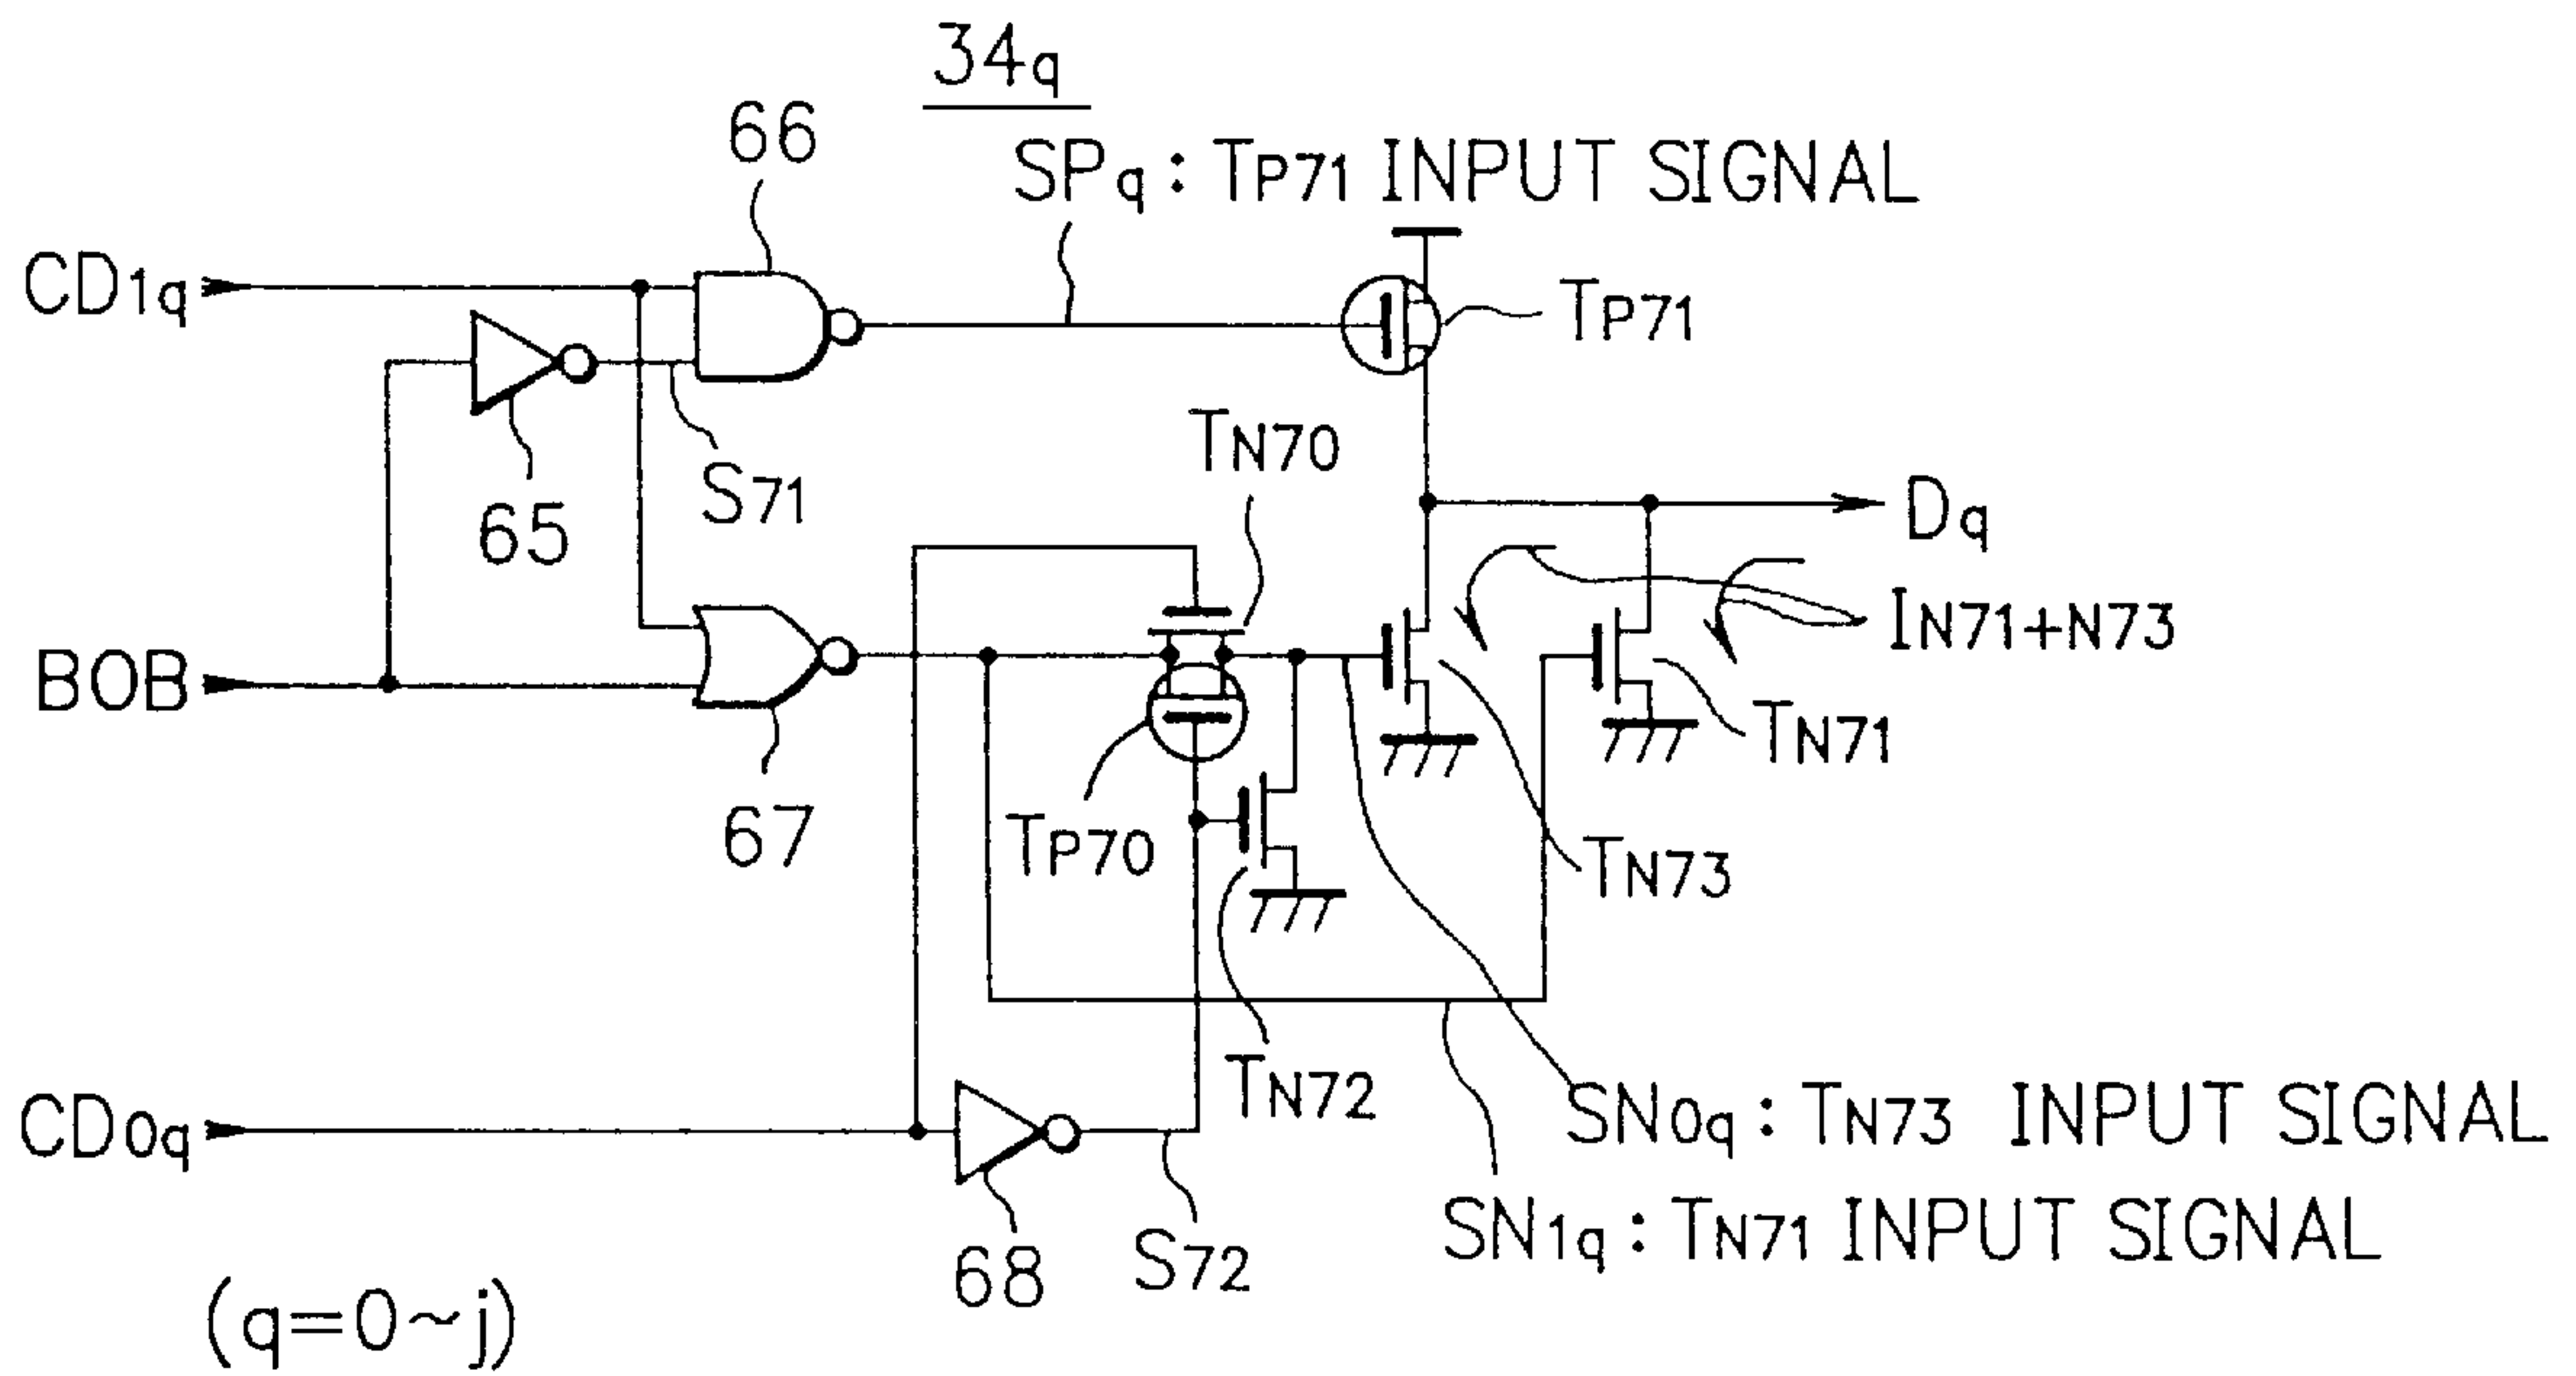 34q
66
SPq : TP71 INPUT SIGNAL
CD1q
TP71
TN70
S71
65
Dq
IN71+N73
BOB
TN71
67
TP70
TN73
TN72
SN0q : TN73 INPUT SIGNAL
CD0q
SN1q : TN71 INPUT SIGNAL
68
S72
(q=0~j)